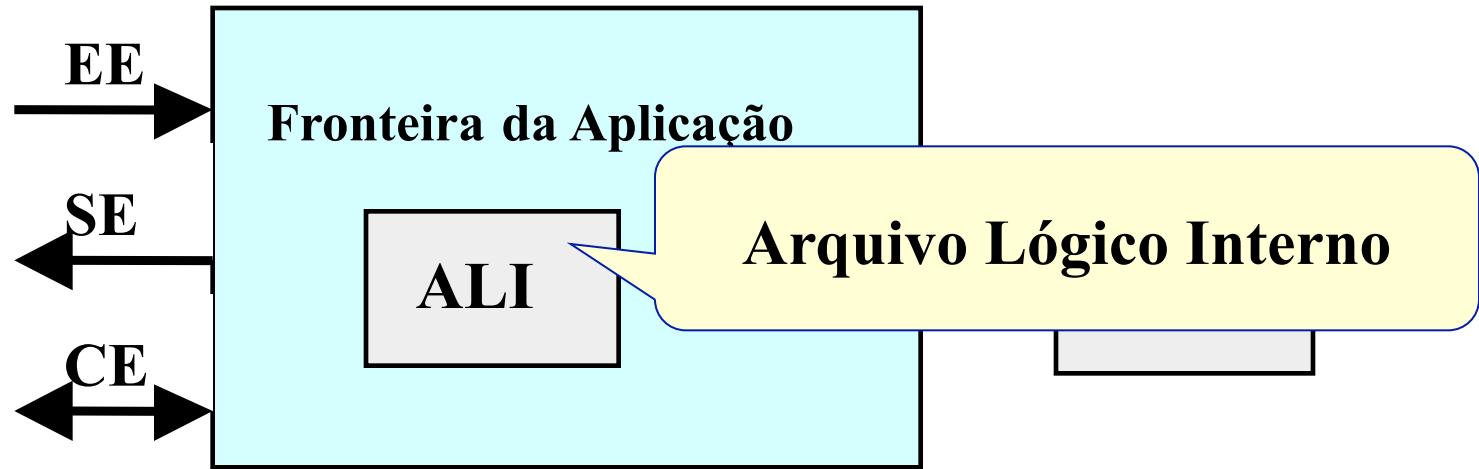 EE
Fronteira da Aplicação
SE
Arquivo Lógico Interno
ALI
CE